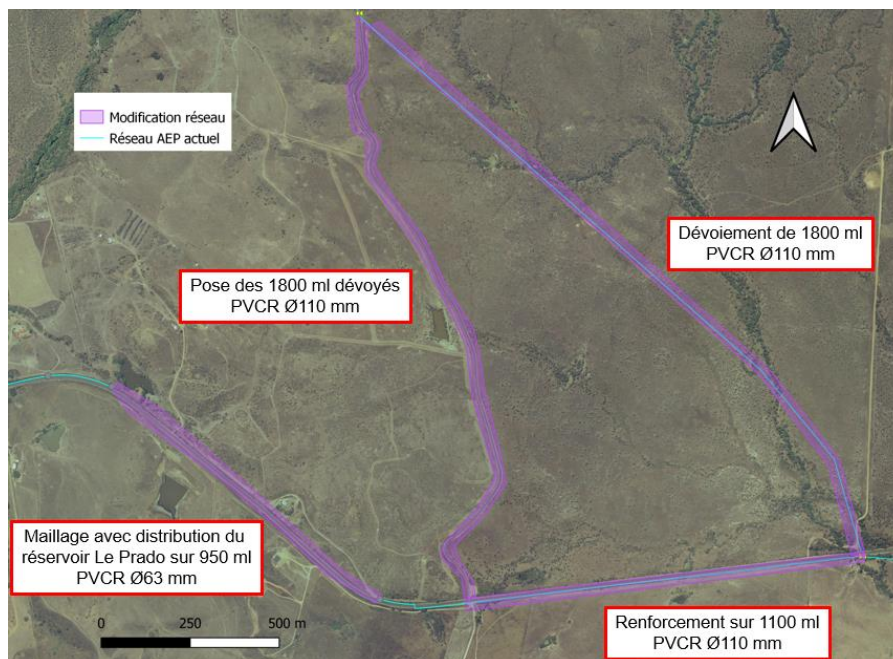 Modification réseau
Réseau AEP actuel
Dévoiement de 1800 ml
PVCR Ø110 mm
Pose des 1800 ml dévoyés
PVCR Ø110 mm
Maillage avec distribution du
réservoir Le Prado sur 950 ml
PVCR Ø63 mm
0 250 500 m
Renforcement sur 1100 ml
PVCR Ø110 mm